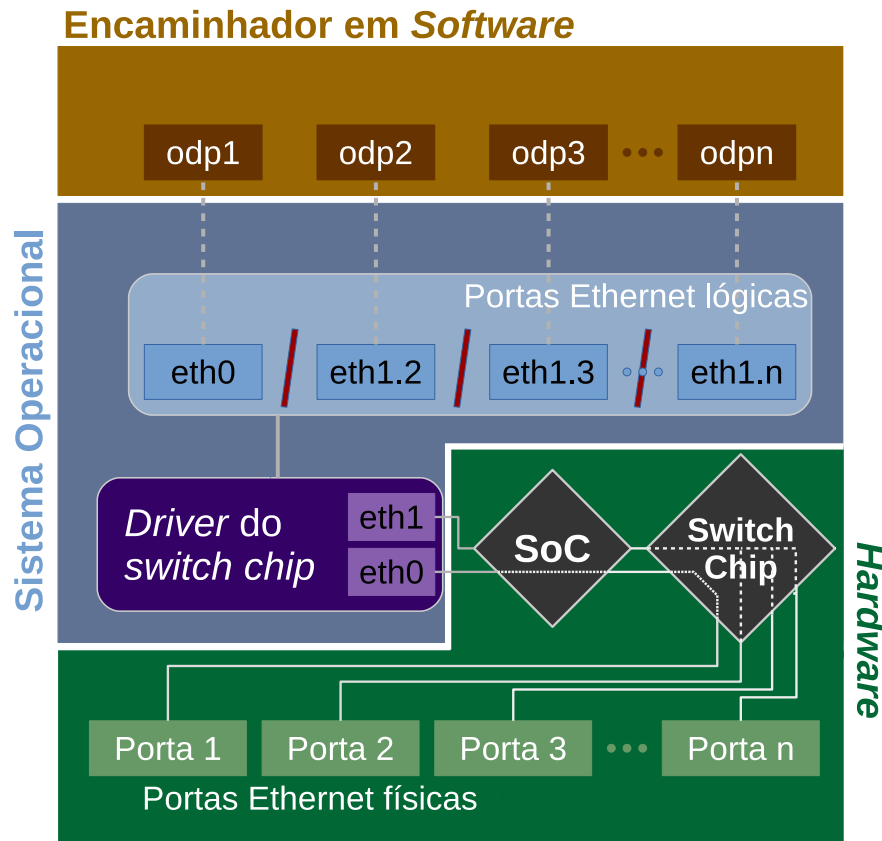 Encaminhador em Software
odp1 odp2 odp3 odpn
Sistema Operacional
Portas Ethernet lógicas
eth0 eth1.2 eth1.3 eth1.n
Driver do
switch chip
eth1
eth0
SoC
Switch
Chip
Hardware
Porta 1 Porta 2 Porta 3 Porta n
Portas Ethernet físicas